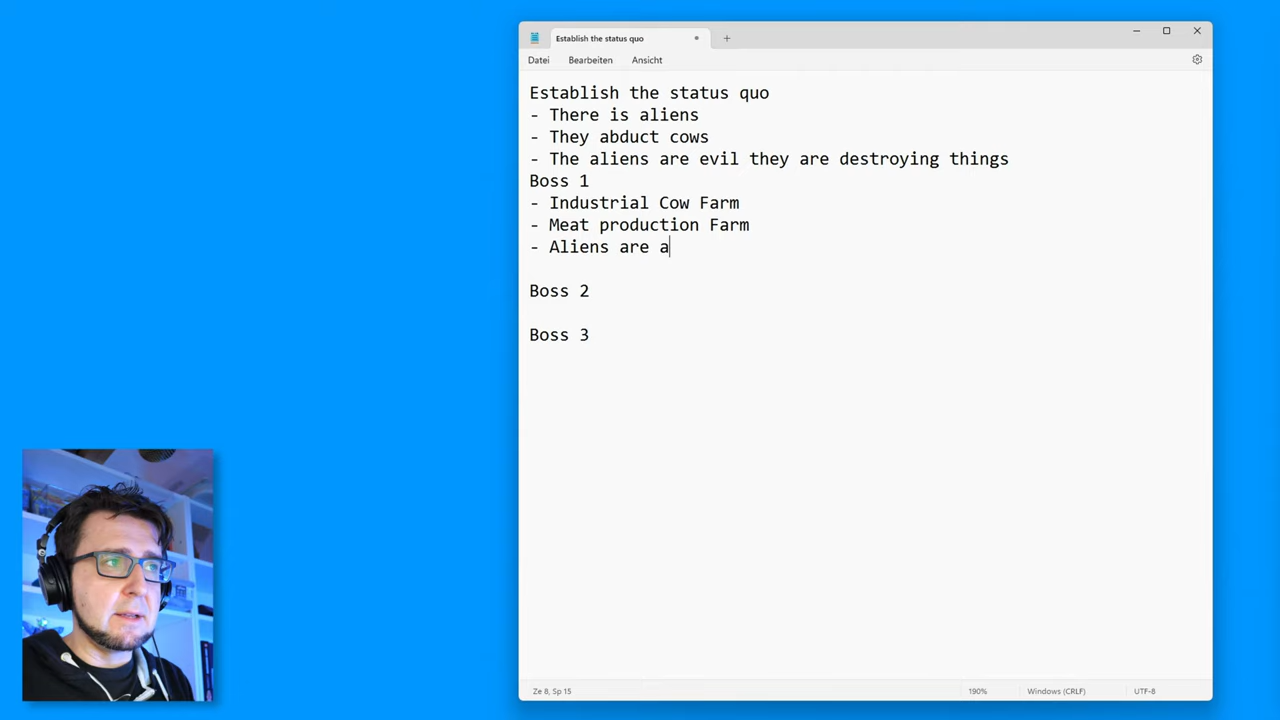 Establish the status quo
Datei Bearbeiten Ansicht
Establish the status quo
- There is aliens
- They abduct cows
- The aliens are evil they are destroying things
Boss 1
- Industrial Cow Farm
- Meat production Farm
- Aliens are a
Boss 2
Boss 3
Ze 8, Sp 15 190% Windows (CRLF) UTF-8